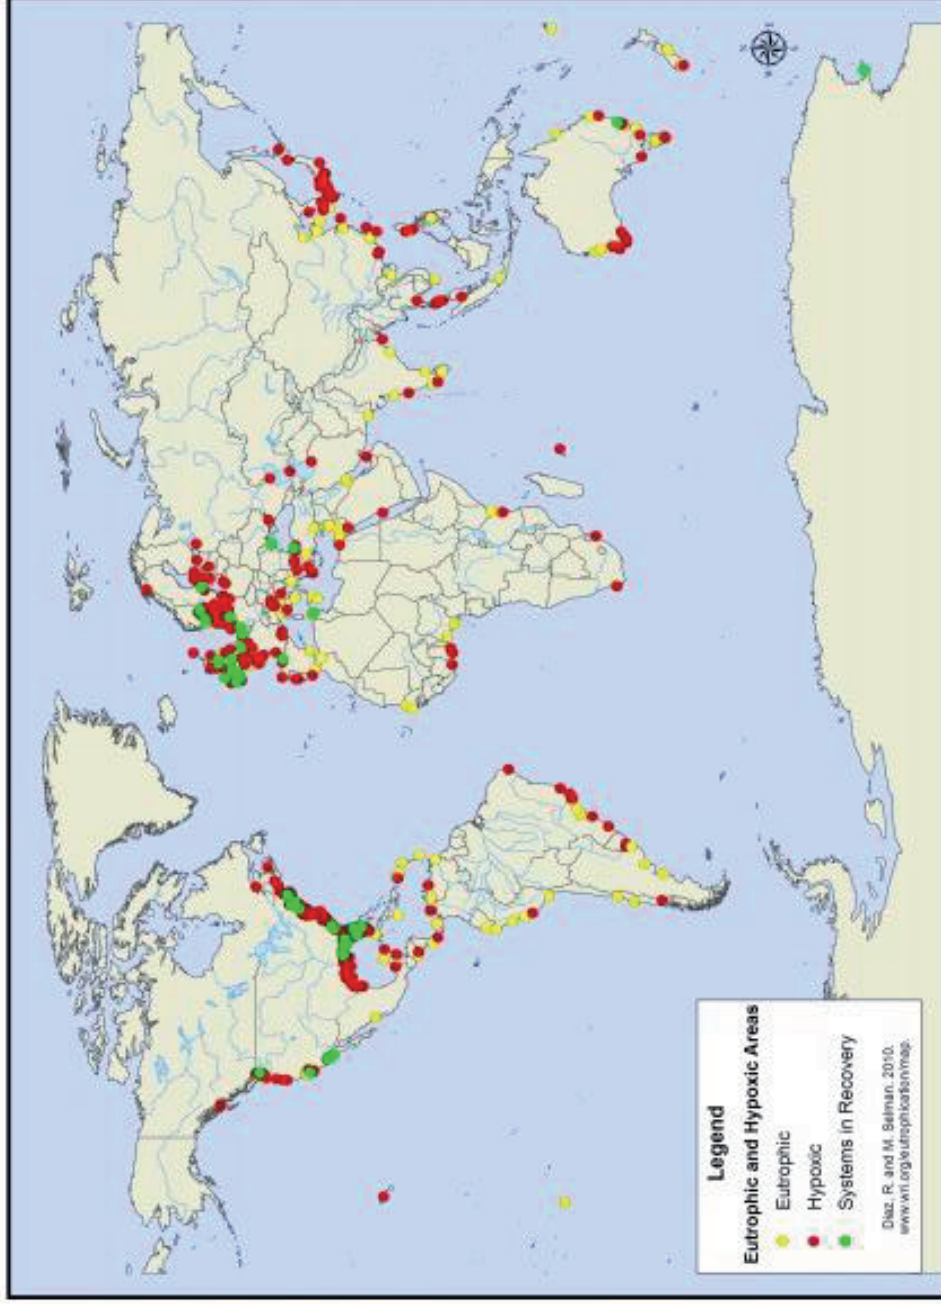 Legend
Eutrophic and Hypoxic Areas
Eutrophic
Hypoxic
Systems in Recovery
Diaz, R. and M. Selman. 2010.
www.wri.org/eutrophication/map.